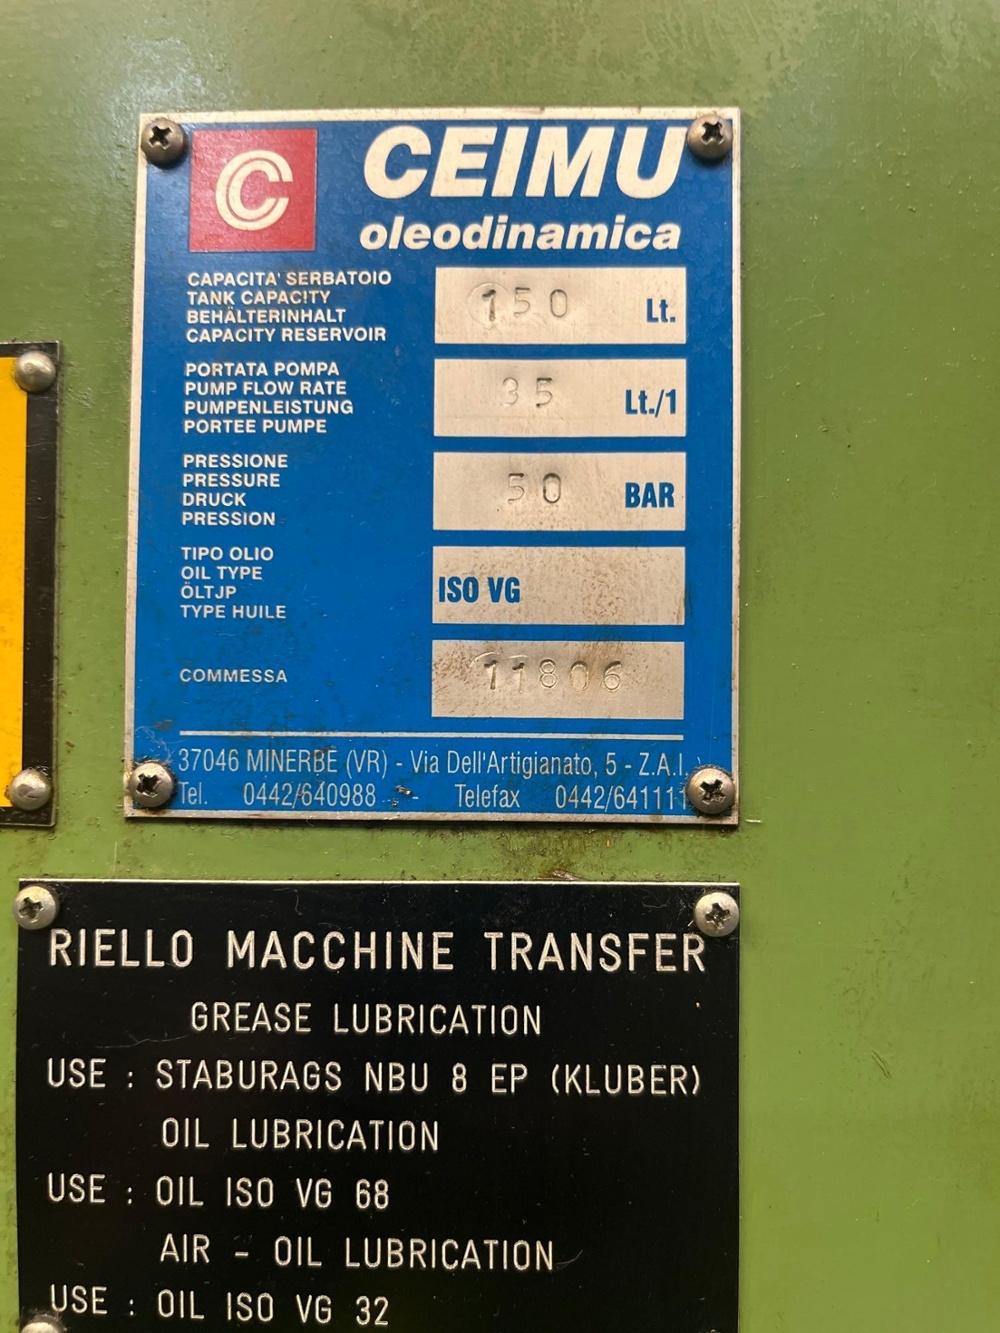 C
CEIMU
oleodinamica
CAPACITA' SERBATOIO
TANK CAPACITY
BEHÄLTERINHALT
CAPACITY RESERVOIR
150 Lt.
PORTATA POMPA
PUMP FLOW RATE
PUMPENLEISTUNG
PORTEE PUMPE
35 Lt./1
PRESSIONE
PRESSURE
DRUCK
PRESSION
50 BAR
TIPO OLIO
OIL TYPE
ÖLTJP
TYPE HUILE
ISO VG
COMMESSA
11806
37046 MINERBE (VR) - Via Dell'Artigianato, 5 - Z.A.I.
Tel. 0442/640988 - Telefax 0442/641111
RIELLO MACCHINE TRANSFER
GREASE LUBRICATION
USE : STABURAGS NBU 8 EP (KLUBER)
OIL LUBRICATION
USE : OIL ISO VG 68
AIR - OIL LUBRICATION
USE : OIL ISO VG 32